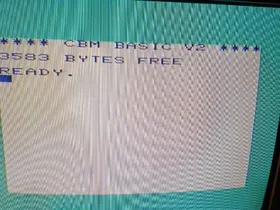 **** CBM BASIC V2 ****
3583 BYTES FREE
READY.